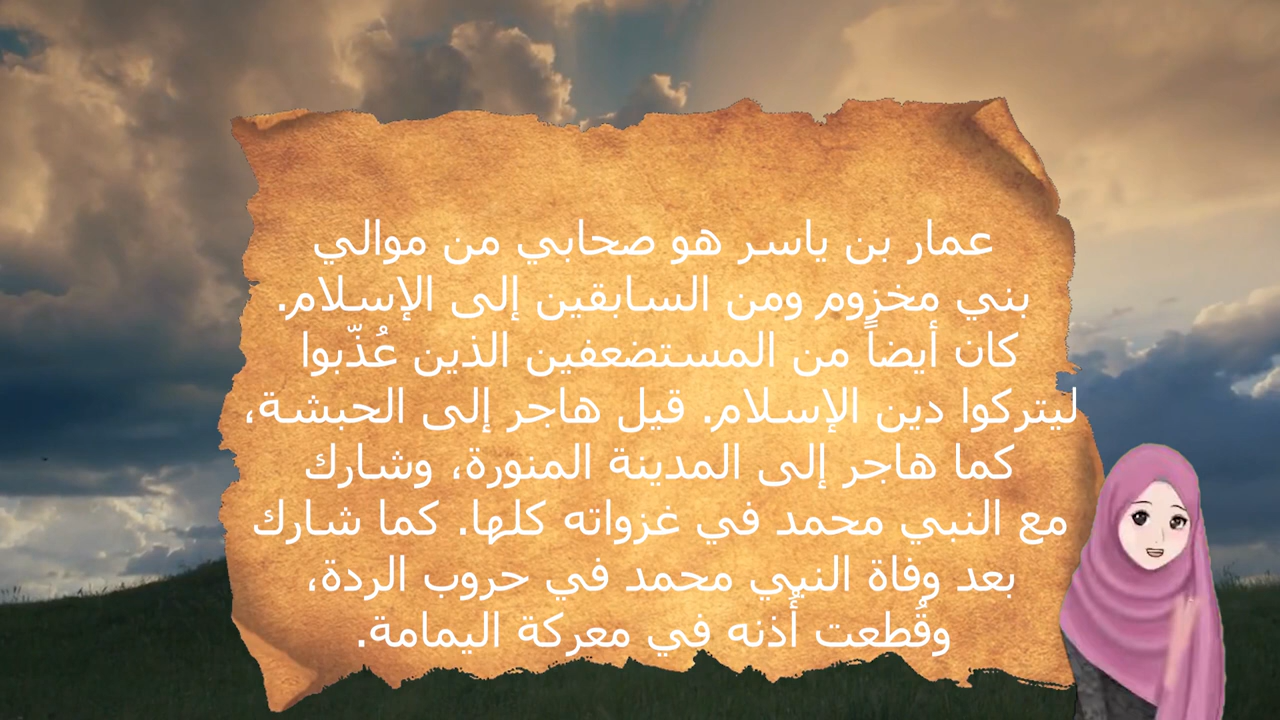 عمار بن ياسر هو صحابي من موالي
بني مخزوم ومن السابقين إلى الإسلام.
كان أيضاً من المستضعفين الذين عُذّبوا
ليتركوا دين الإسلام. قيل هاجر إلى الحبشة،
كما هاجر إلى المدينة المنورة، وشارك
مع النبي محمد في غزواته كلها. كما شارك
بعد وفاة النبي محمد في حروب الردة،
وقُطعت أُذنه في معركة اليمامة.